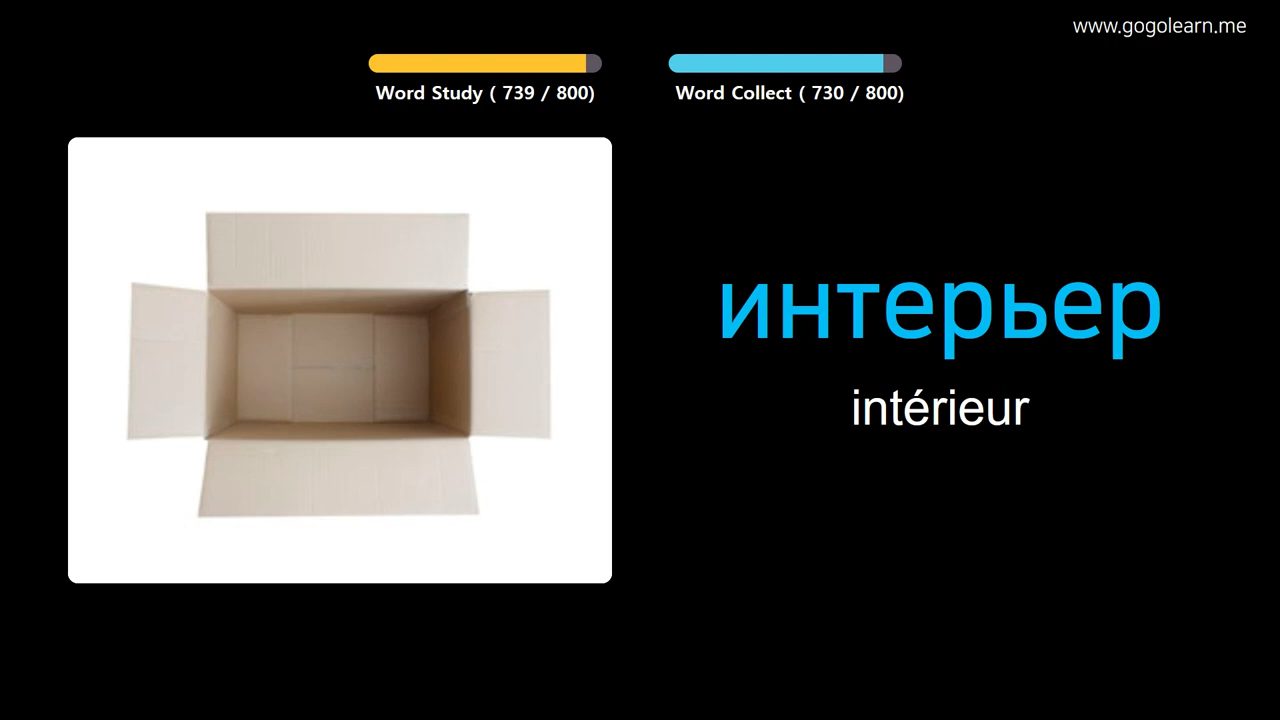 www.gogolearn.me
Word Study ( 739 / 800)
Word Collect ( 730 / 800)
интерьер
intérieur